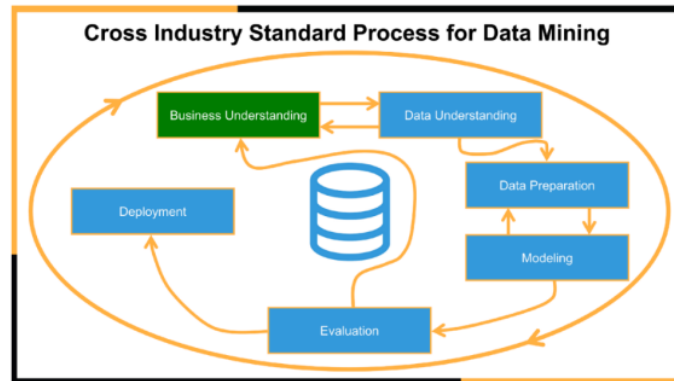 Cross Industry Standard Process for Data Mining
Business Understanding
Data Understanding
Data Preparation
Deployment
Modeling
Evaluation